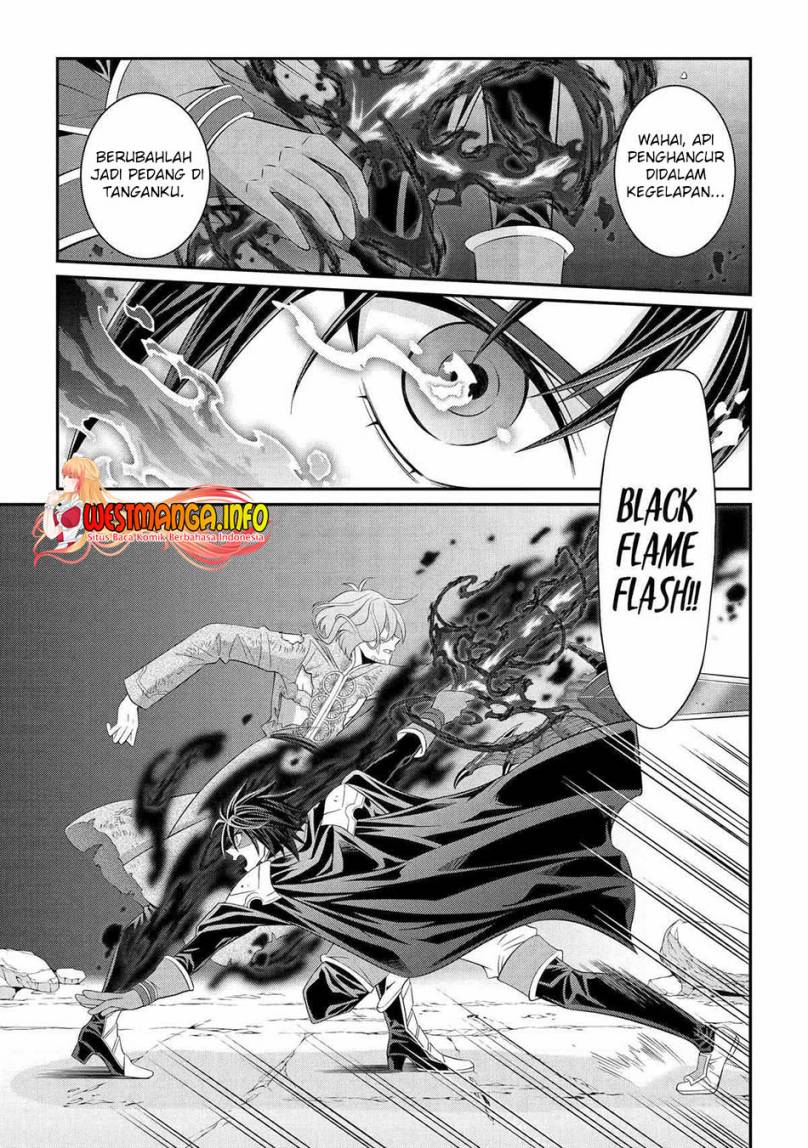 WAHAI, API
PENGHANCUR
DIDALAM
KEGELAPAN...
BERUBAHLAH
JADI PEDANG DI
TANGANKU.
BLACK
FLAME
FLASH!!
WESTMANGA.INFO
Situs Baca Komik Berbahasa Indonesia